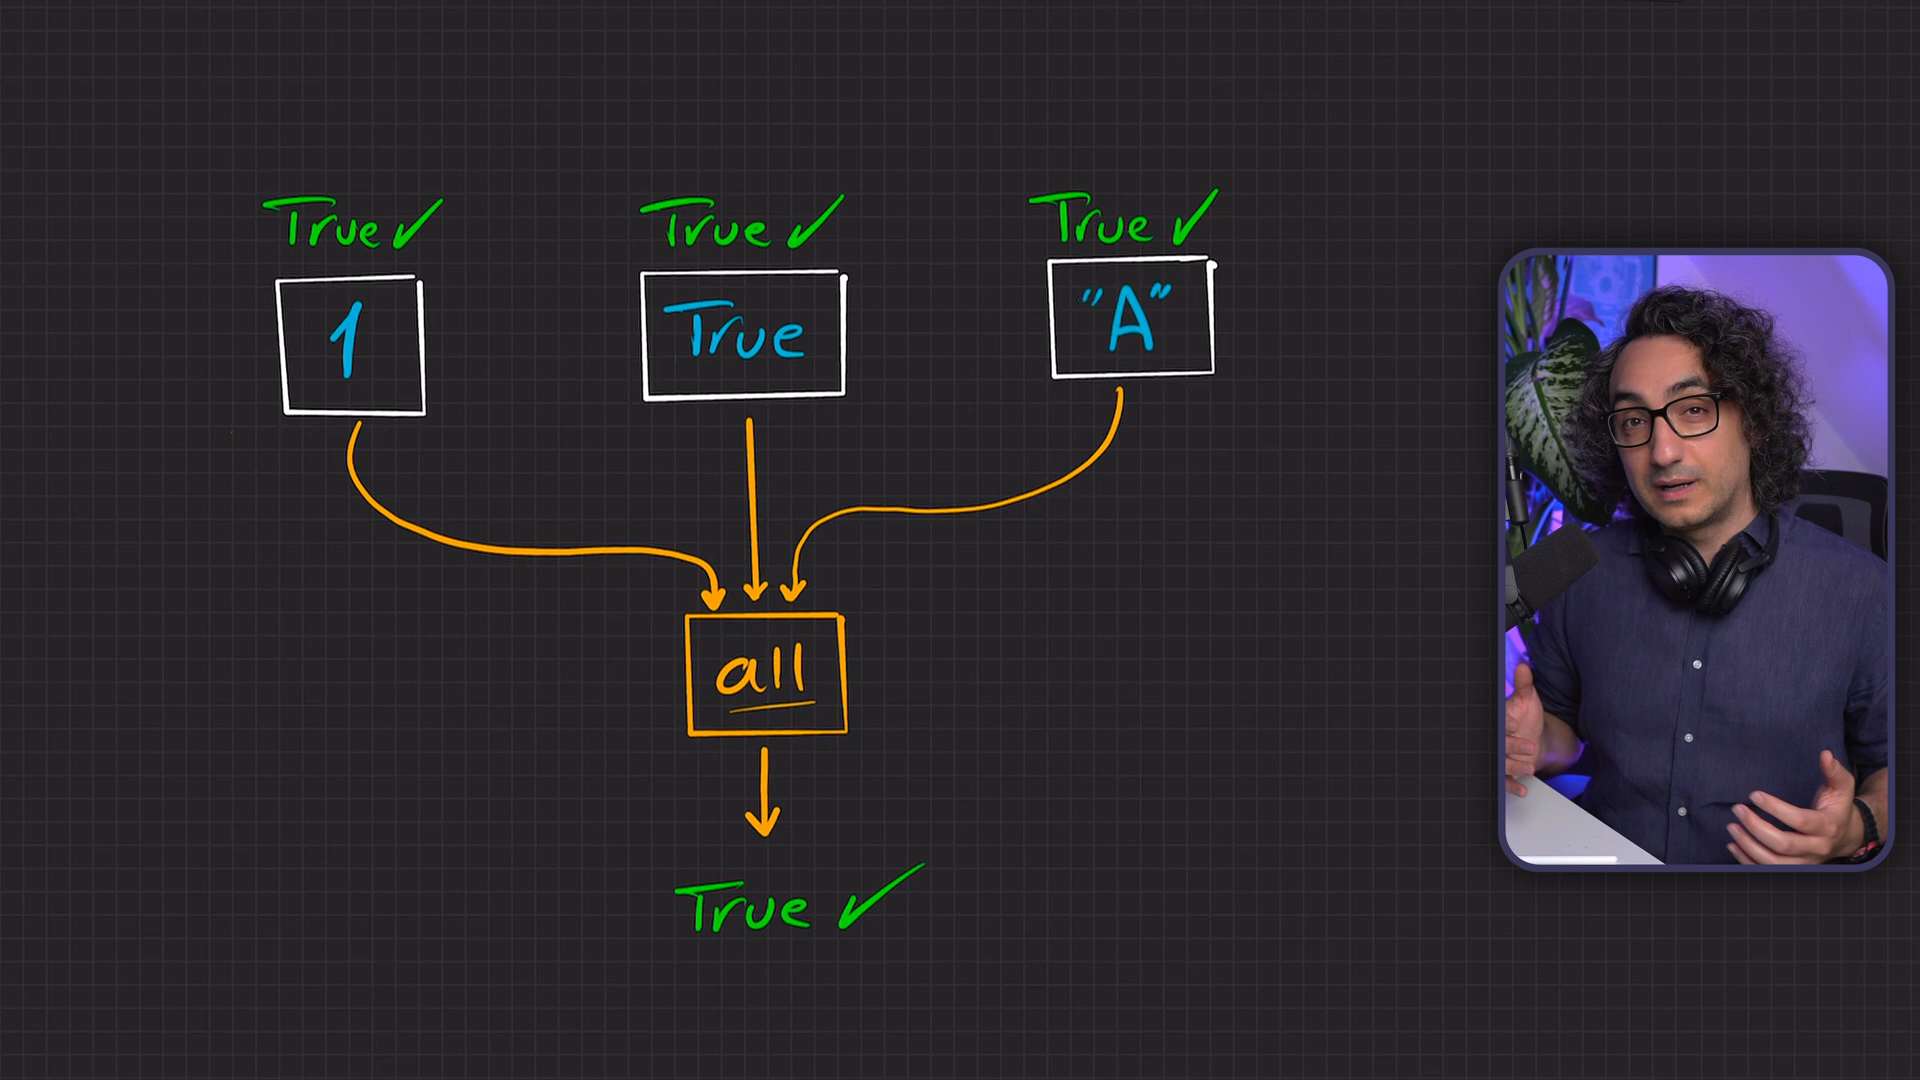 True ✓ True ✓ True ✓
1 True "A"
all
True ✓